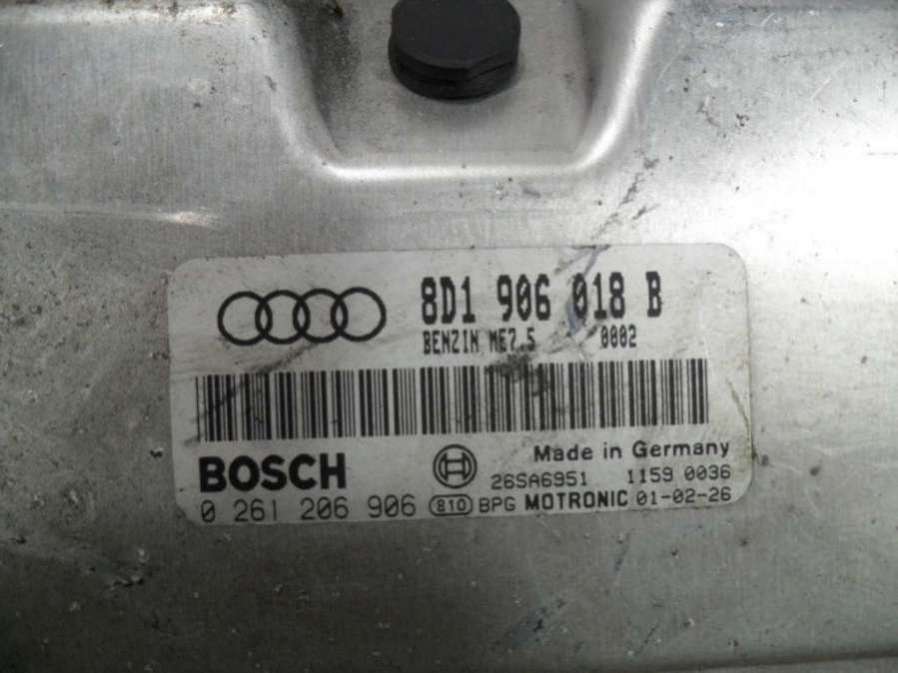 8D1 906 018 B
BENZIN ME7.5 0002
Made in Germany
BOSCH 26SA6951 1159 0036
0 261 206 906 810 BPG MOTRONIC 01-02-26